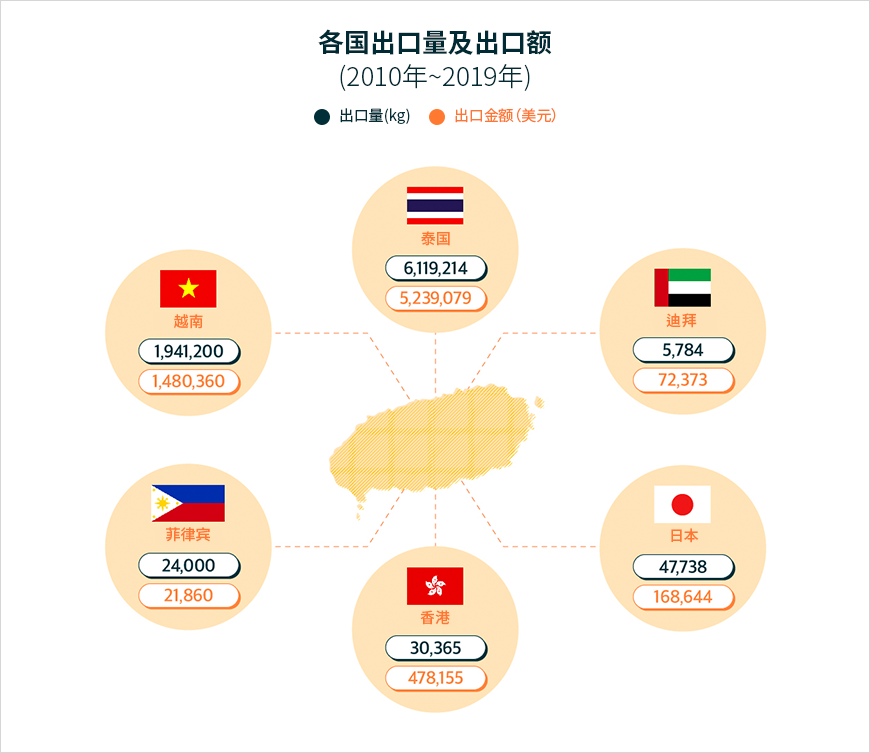 各国出口量及出口额
(2010年~2019年)
出口量(kg) 出口金额(美元)
泰国
6,119,214
5,239,079
越南
1,941,200
1,480,360
迪拜
5,784
72,373
菲律宾
24,000
21,860
日本
47,738
168,644
香港
30,365
478,155